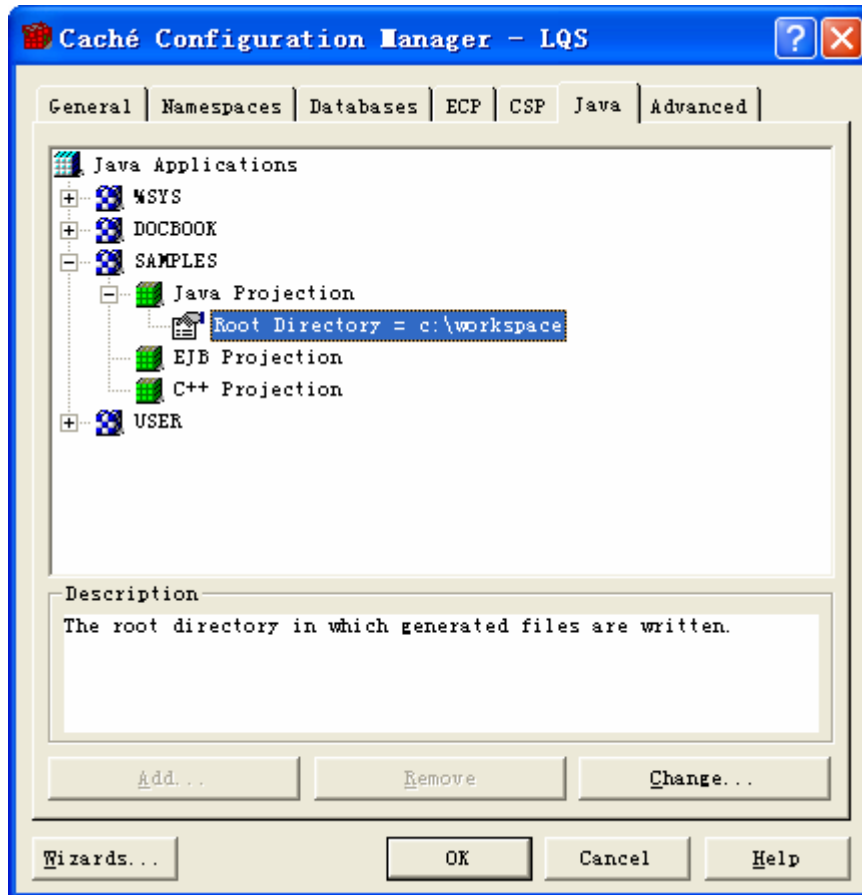 Caché Configuration Manager - LQS
General Namespaces Databases ECP CSP Java Advanced
Java Applications
%SYS
DOCBOOK
SAMPLES
Java Projection
Root Directory = c:\workspace
EJB Projection
C++ Projection
USER
Description
The root directory in which generated files are written.
Add... Remove Change...
Wizards... OK Cancel Help